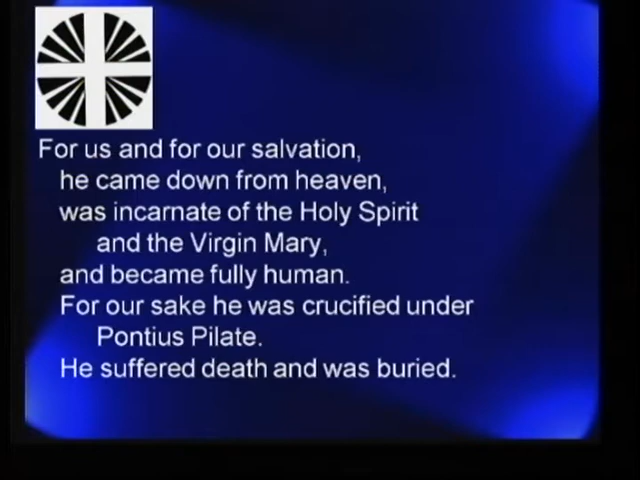 For us and for our salvation,
he came down from heaven,
was incarnate of the Holy Spirit
and the Virgin Mary,
and became fully human.
For our sake he was crucified under
Pontius Pilate.
He suffered death and was buried.